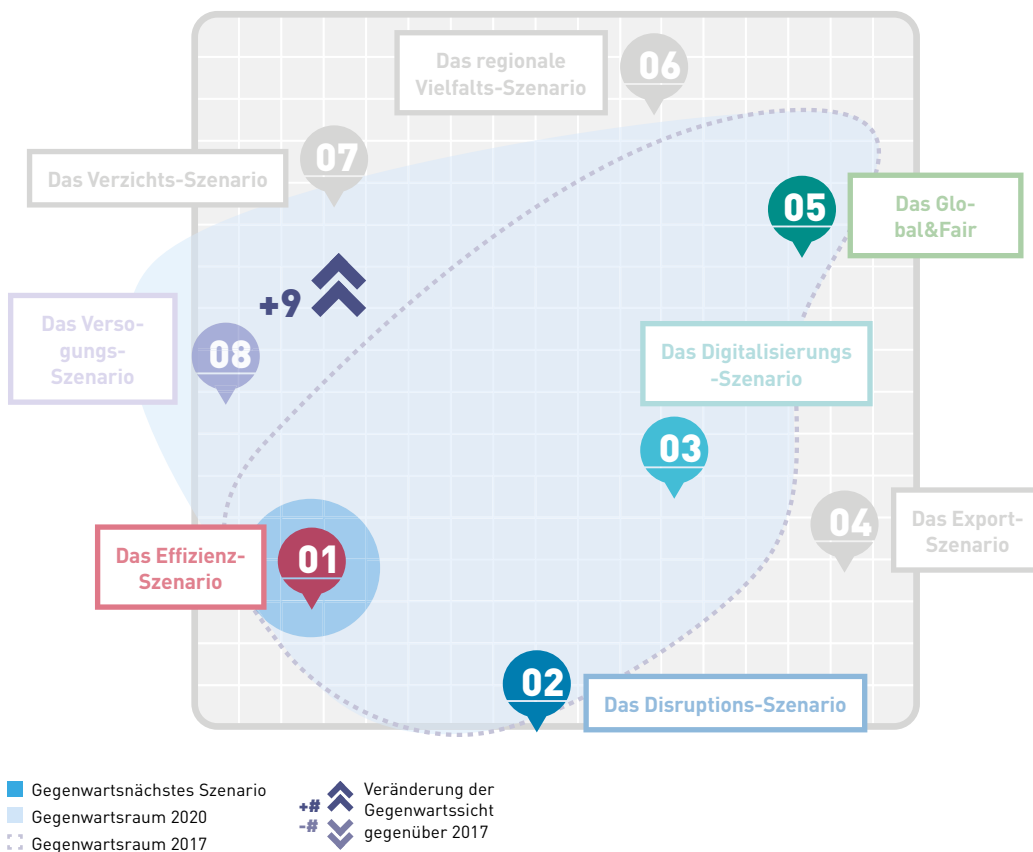 Das regionale
Vielfalts-Szenario
06
07
Das Verzichts-Szenario
05
Das Glo-
bal&Fair
+9
Das Verso-
gungs-
Szenario
08
Das Digitalisierungs
-Szenario
03
04
Das Export-
Szenario
Das Effizienz-
Szenario
01
02
Das Disruptions-Szenario
Gegenwartsnächstes Szenario
Gegenwartsraum 2020
Gegenwartsraum 2017
+#
-#
Veränderung der
Gegenwartssicht
gegenüber 2017